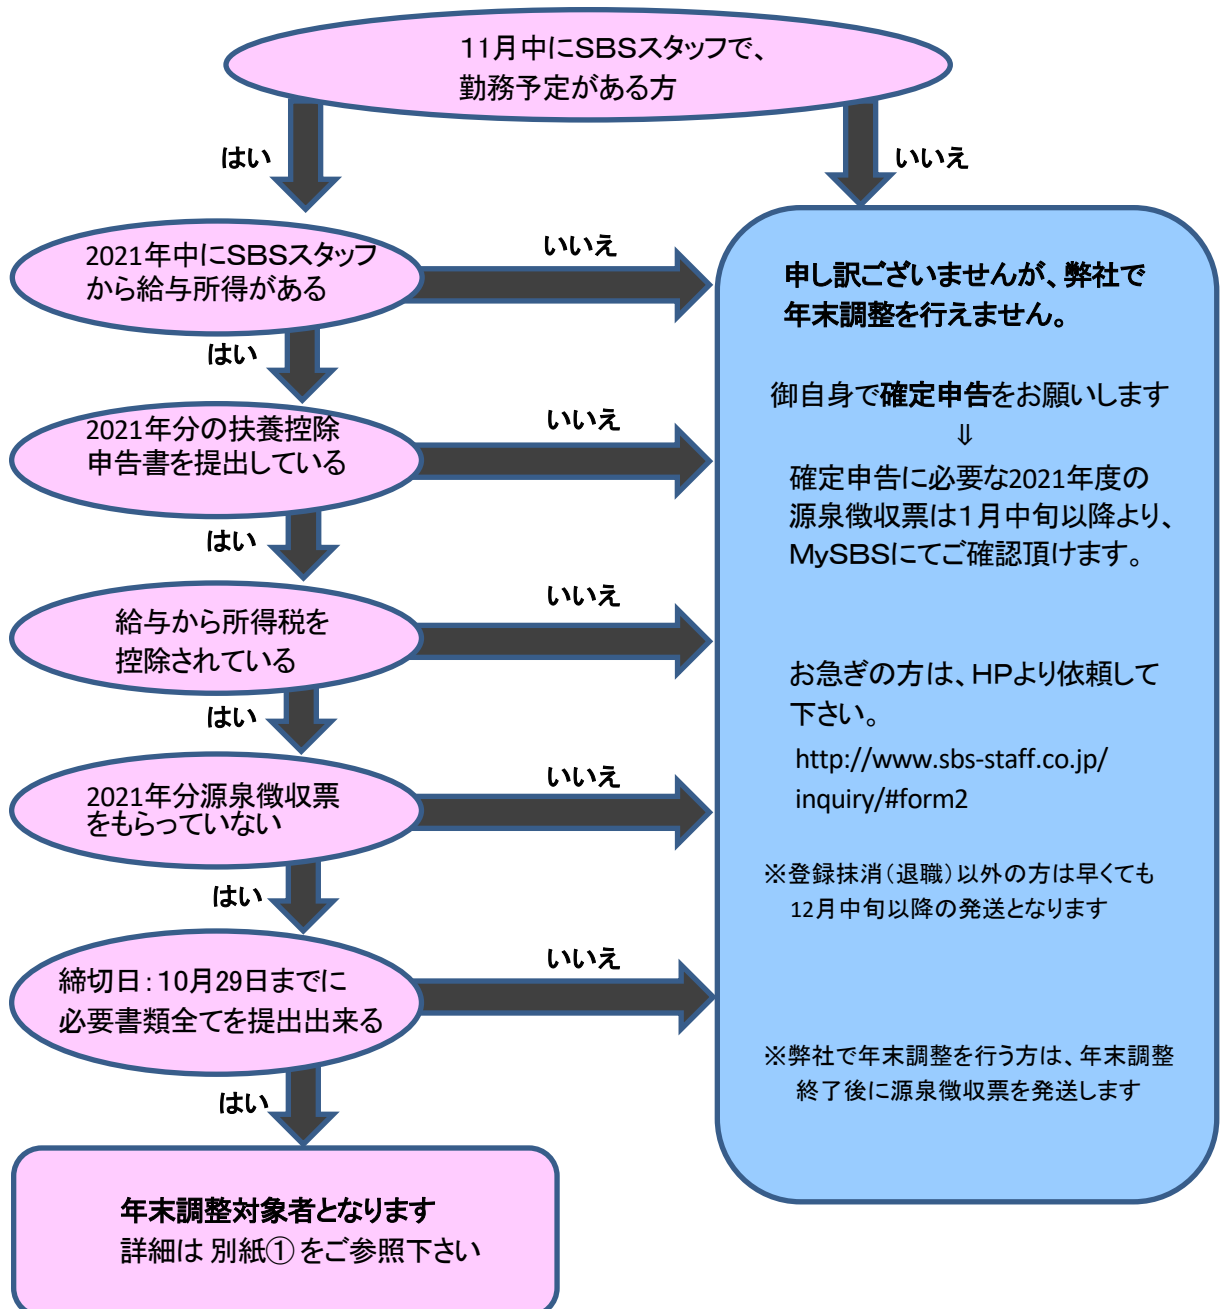 11月中にSBSスタッフで、
勤務予定がある方
はい
いいえ
2021年中にSBSスタッフ
から給与所得がある
いいえ
はい
2021年分の扶養控除
申告書を提出している
いいえ
はい
給与から所得税を
控除されている
いいえ
はい
2021年分源泉徴収票
をもらっていない
いいえ
はい
締切日：10月29日までに
必要書類全てを提出出来る
いいえ
はい
年末調整対象者となります
詳細は 別紙① をご参照下さい
申し訳ございませんが、弊社で
年末調整を行えません。
御自身で確定申告をお願いします
⇓
確定申告に必要な2021年度の
源泉徴収票は１月中旬以降より、
MySBSにてご確認頂けます。
お急ぎの方は、HPより依頼して
下さい。
http://www.sbs-staff.co.jp/
inquiry/#form2
※登録抹消（退職）以外の方は早くても
12月中旬以降の発送となります
※弊社で年末調整を行う方は、年末調整
終了後に源泉徴収票を発送します